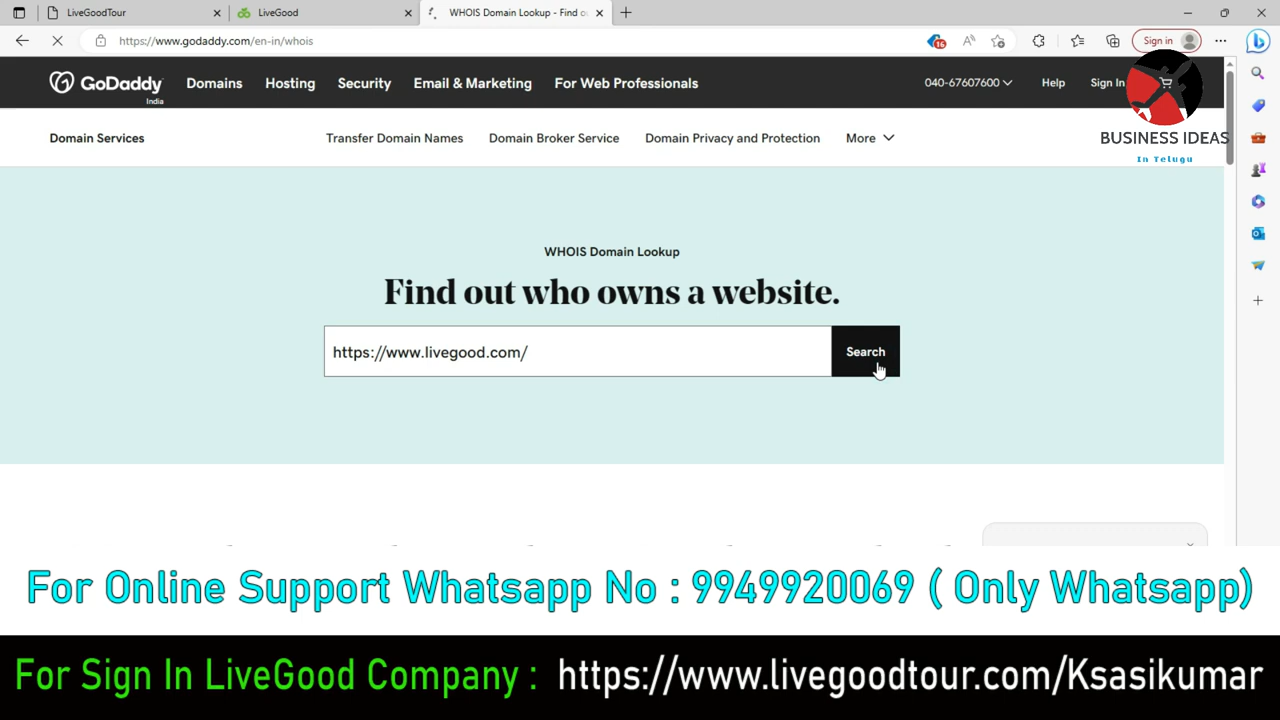 LiveGoodTour
LiveGood
WHOIS Domain Lookup - Find o
https://www.godaddy.com/en-in/whois
16
Sign in
GoDaddy
India
Domains
Hosting
Security
Email & Marketing
For Web Professionals
040-67607600
Help
Sign In
BUSINESS IDEAS
In Telugu
Domain Services
Transfer Domain Names
Domain Broker Service
Domain Privacy and Protection
More
WHOIS Domain Lookup
Find out who owns a website.
https://www.livegood.com/
Search
For Online Support Whatsapp No : 9949920069 ( Only Whatsapp)
For Sign In LiveGood Company : https://www.livegoodtour.com/Ksasikumar